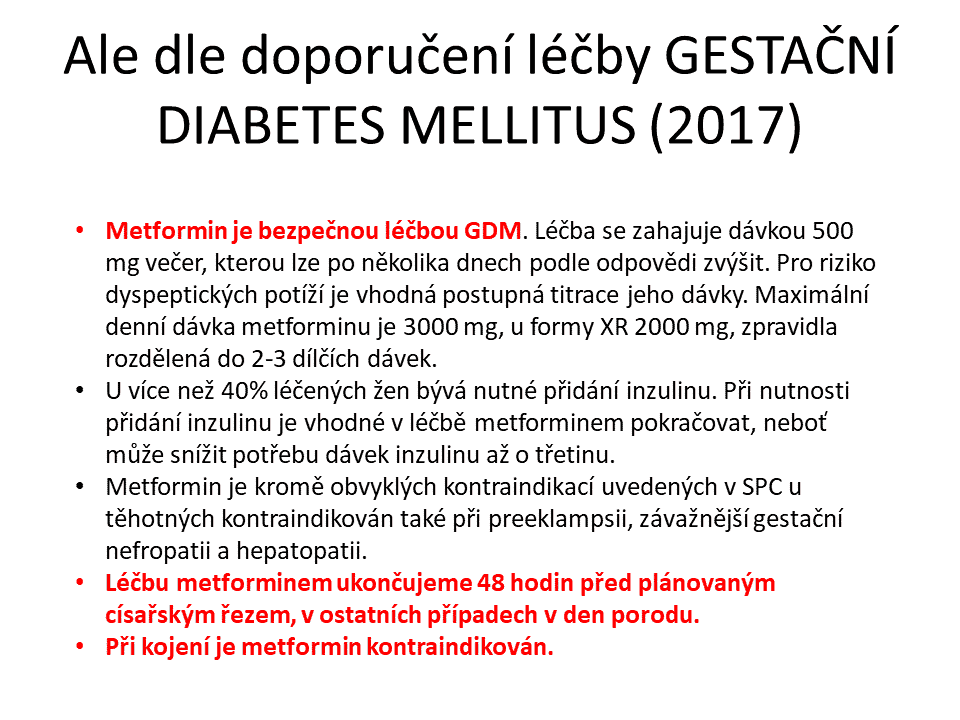 Ale dle doporučení léčby GESTAČNÍ
DIABETES MELLITUS (2017)
• Metformin je bezpečnou léčbou GDM. Léčba se zahajuje dávkou 500
mg večer, kterou lze po několika dnech podle odpovědi zvýšit. Pro riziko
dyspeptických potíží je vhodná postupná titrace jeho dávky. Maximální
denní dávka metforminu je 3000 mg, u formy XR 2000 mg, zpravidla
rozdělená do 2-3 dílčích dávek.
• U více než 40% léčených žen bývá nutné přidání inzulinu. Při nutnosti
přidání inzulinu je vhodné v léčbě metforminem pokračovat, neboť
může snížit potřebu dávek inzulinu až o třetinu.
• Metformin je kromě obvyklých kontraindikací uvedených v SPC u
těhotných kontraindikován také při preeklampsii, závažnější gestační
nefropatii a hepatopatii.
• Léčbu metforminem ukončujeme 48 hodin před plánovaným
císařským řezem, v ostatních případech v den porodu.
• Při kojení je metformin kontraindikován.